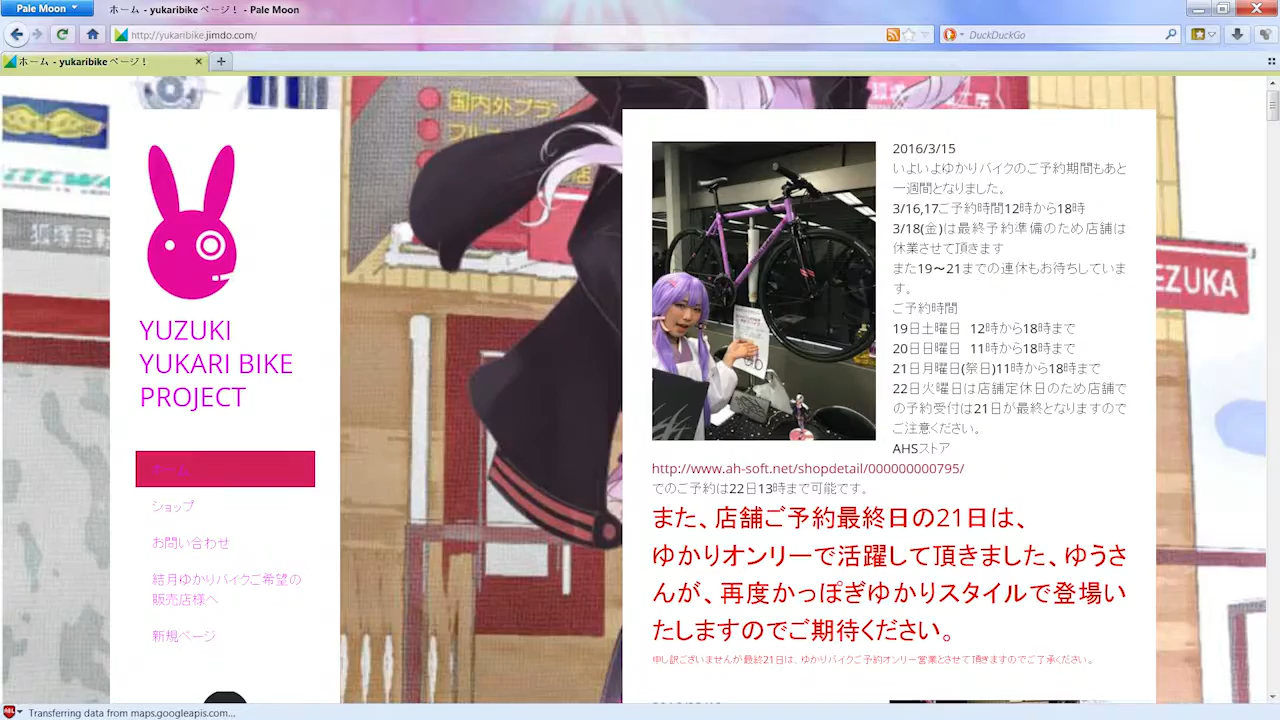 Pale Moon
ホーム - yukaribike ページ！ - Pale Moon
http://yukaribike.jimdo.com/
DuckDuckGo
ホーム - yukaribike ページ！
国内外ブラン
フル
店
狐塚自転
EZUKA
YUZUKI
YUKARI BIKE
PROJECT
ホーム
ショップ
お問い合わせ
結月ゆかりバイクご希望の
販売店様へ
新規ページ
2016/3/15
いよいよゆかりバイクのご予約期間もあと
一週間となりました。
3/16,17ご予約時間12時から18時
3/18(金)は最終予約準備のため店舗は
休業させて頂きます
また19～21までの連休もお待ちしていま
す。
ご予約時間
19日土曜日　12時から18時まで
20日日曜日　11時から18時まで
21日月曜日(祭日)11時から18時まで
22日火曜日は店舗定休日のため店舗で
の予約受付は21日が最終となりますので
ご注意ください。
AHSストア
http://www.ah-soft.net/shopdetail/000000000795/
でのご予約は22日13時まで可能です。
また、店舗ご予約最終日の21日は、
ゆかりオンリーで活躍して頂きました、ゆうさ
んが、再度かっぽぎゆかりスタイルで登場い
たしますのでご期待ください。
申し訳ございませんが最終21日は、ゆかりバイクご予約オンリー営業とさせて頂きますのでご了承ください。
ABL
Transferring data from maps.googleapis.com...